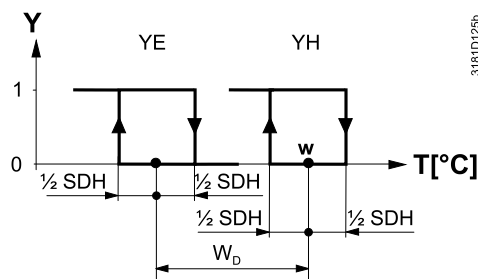 Y
YE
YH
3181D125b
1
w
0
T[°C]
½ SDH
½ SDH
½ SDH
½ SDH
W_D